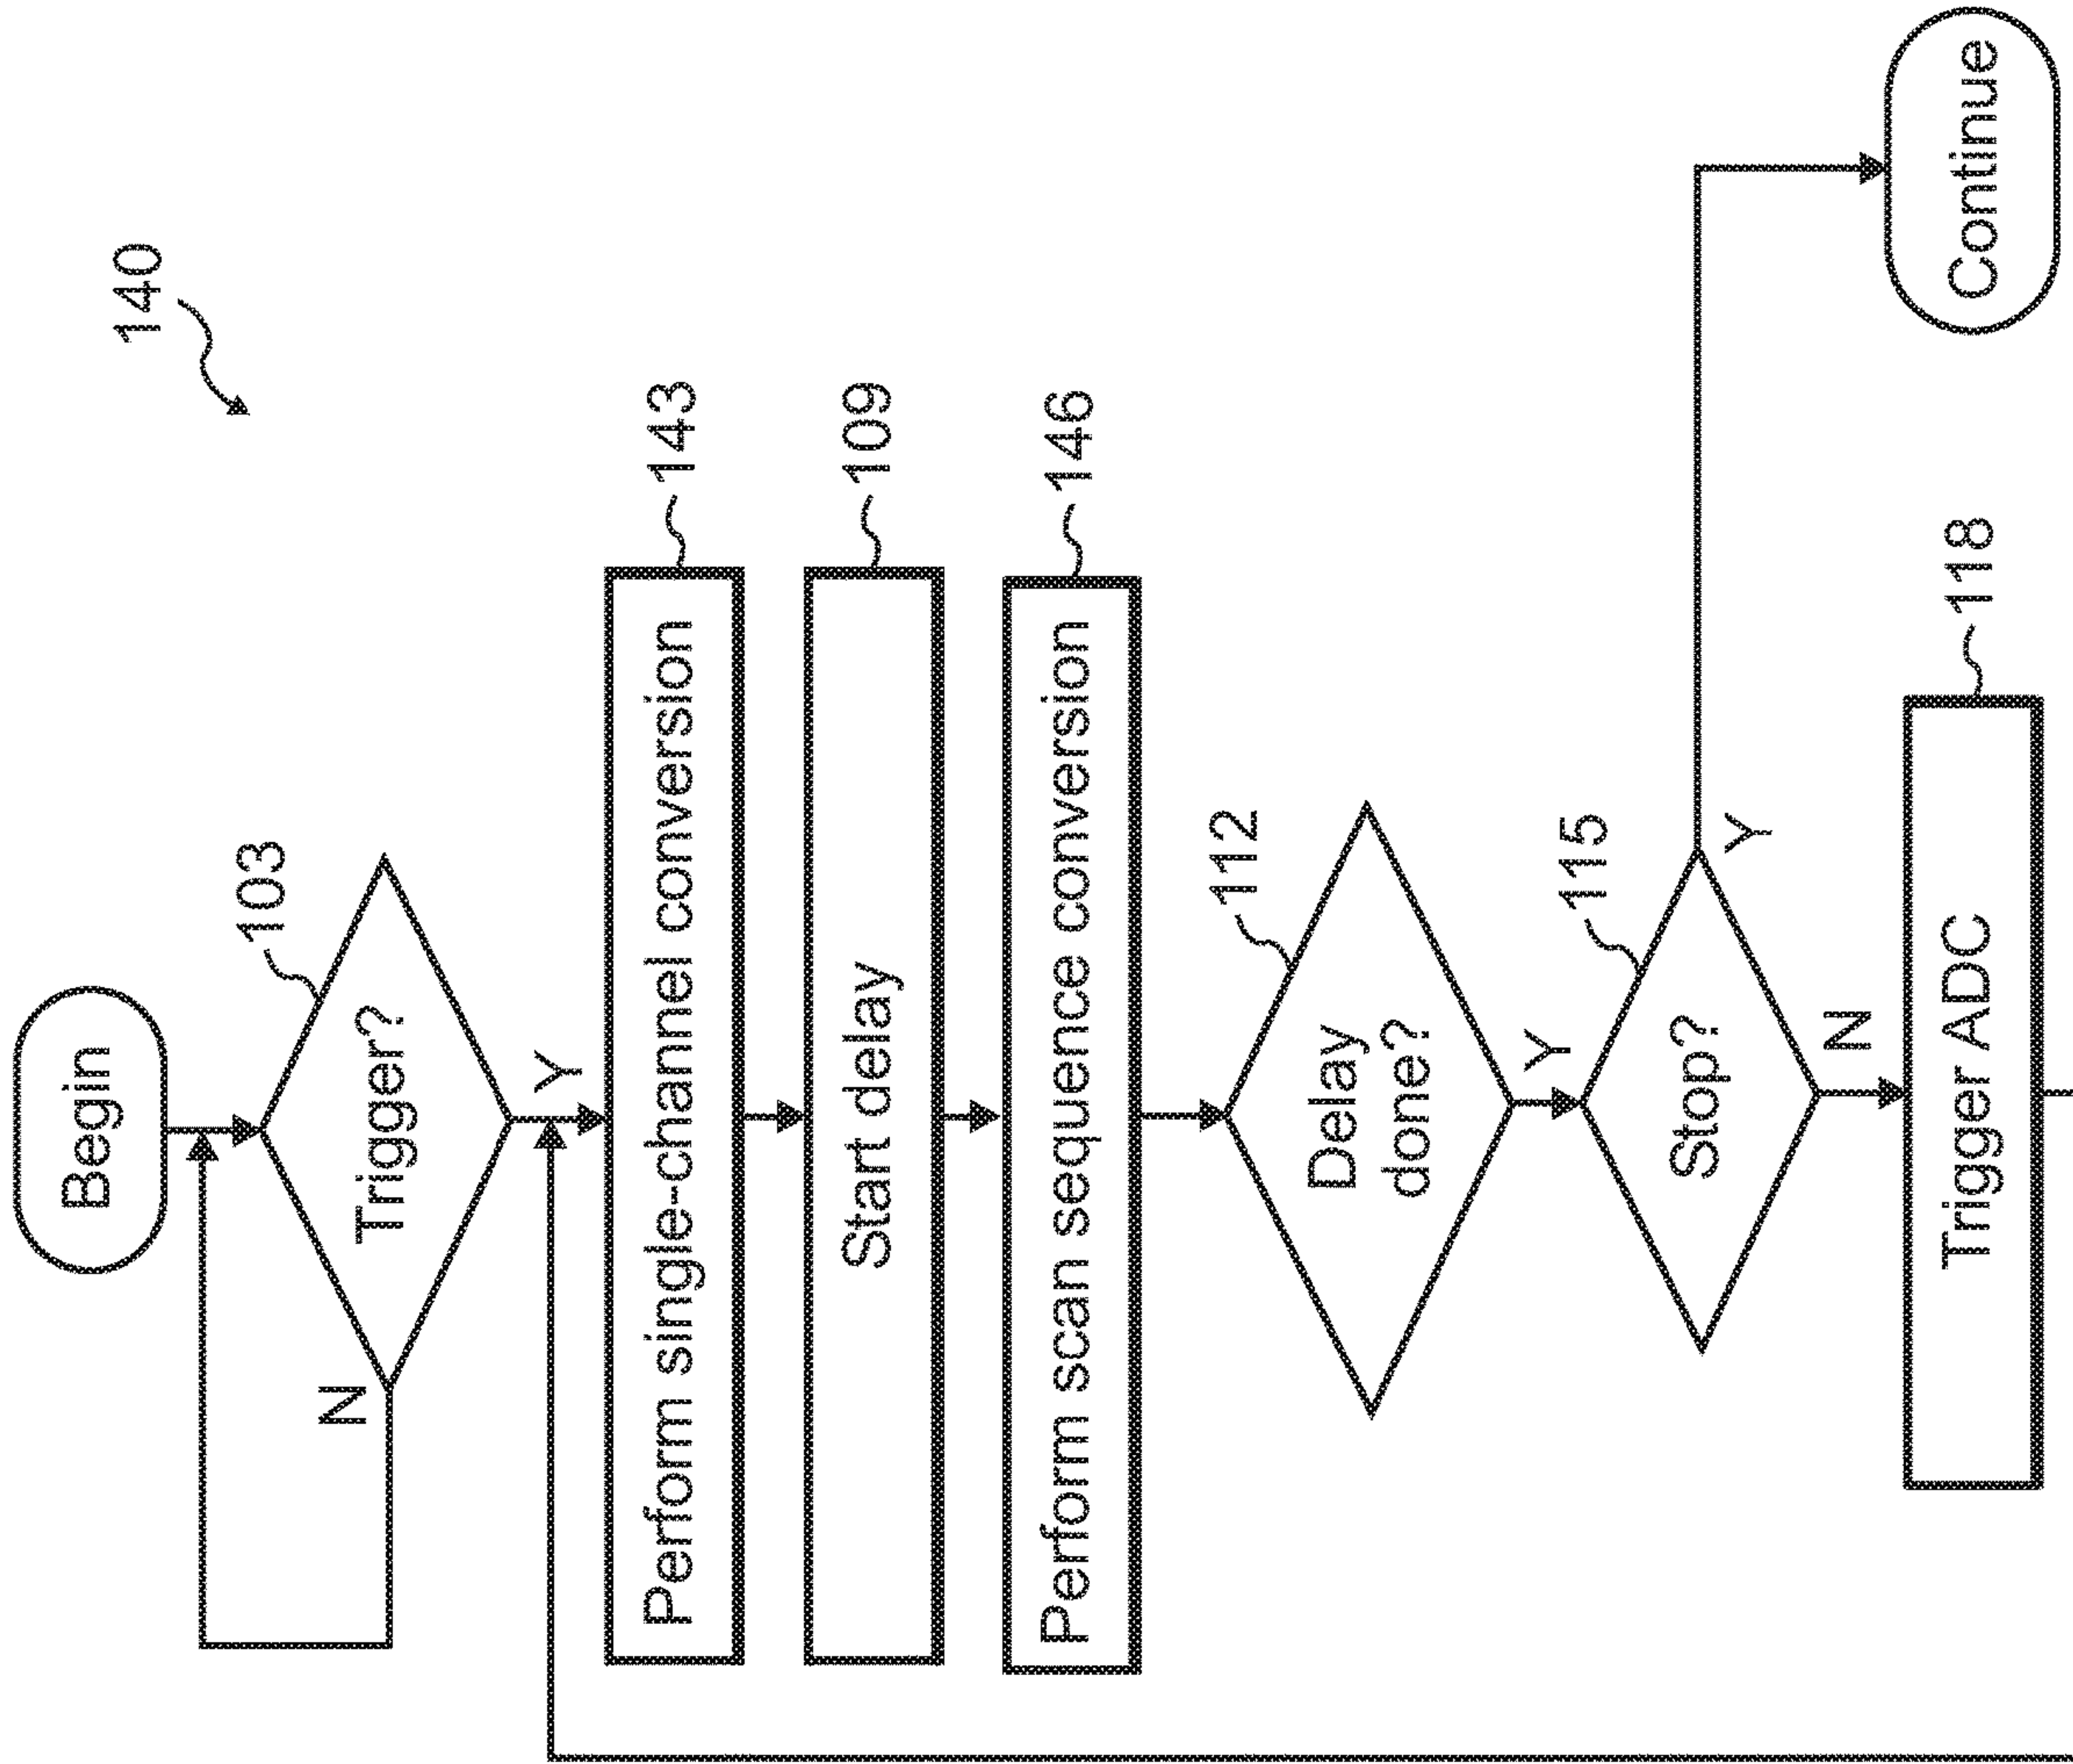 140
Begin
103
Trigger?
N
Y
Perform single-channel conversion
143
Start delay
109
Perform scan sequence conversion
146
112
Delay
done?
Y
115
Stop?
Y
N
Trigger ADC
118
Continue